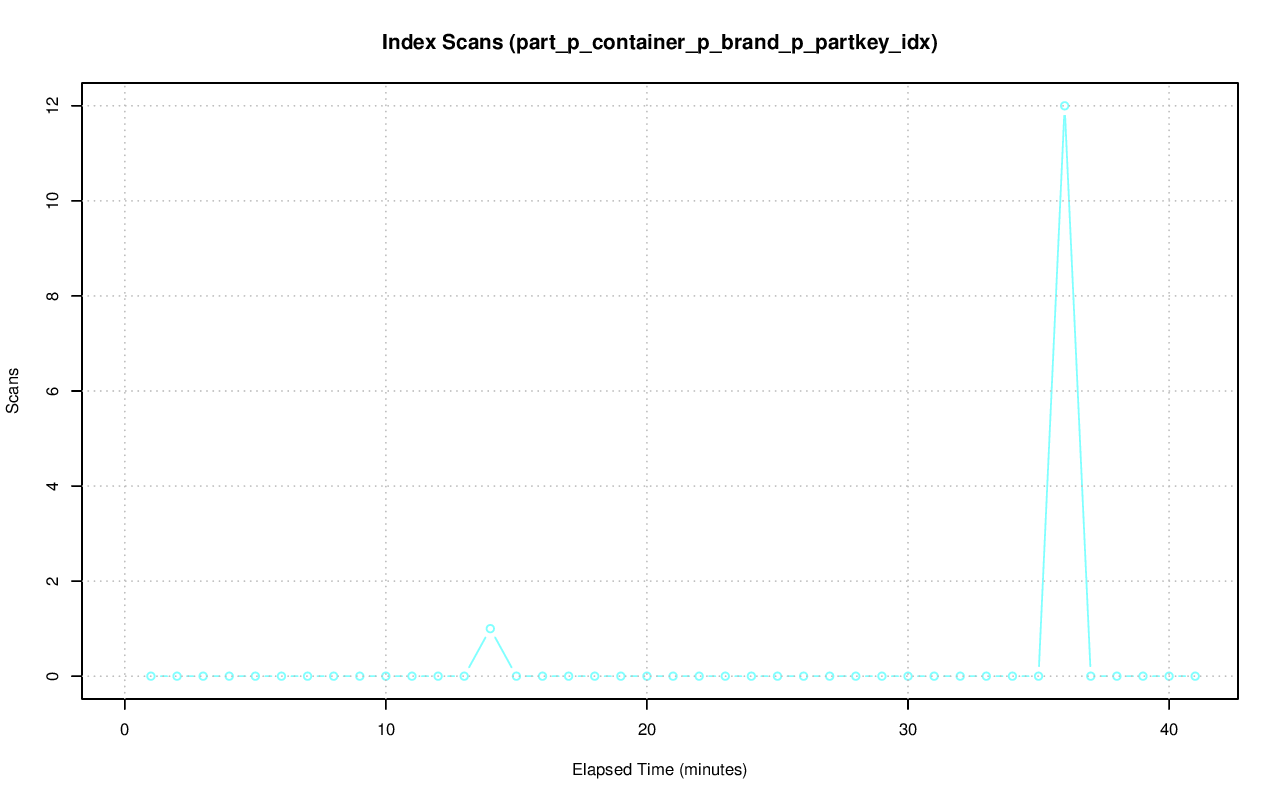 Index Scans (part_p_container_p_brand_p_partkey_idx)
12
10
8
6
4
2
0
Scans
0 10 20 30 40
Elapsed Time (minutes)